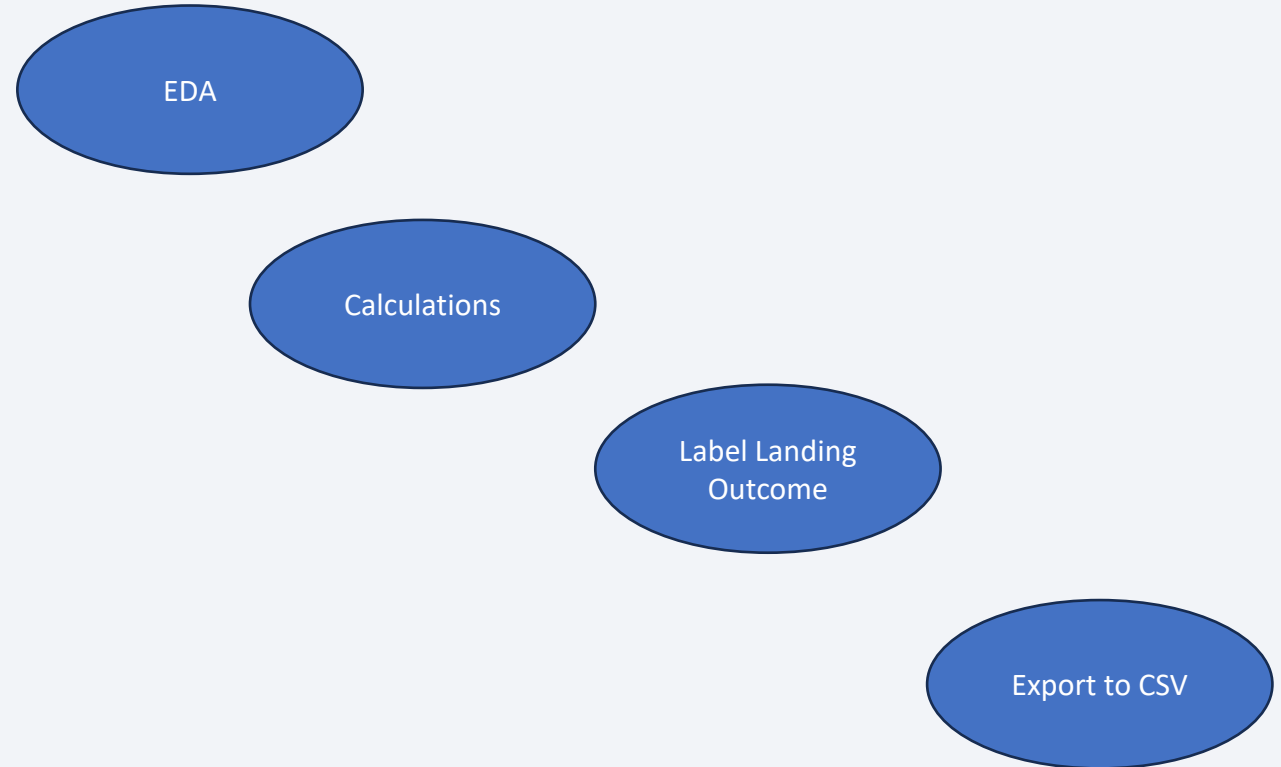 EDA
Calculations
Label Landing
Outcome
Export to CSV